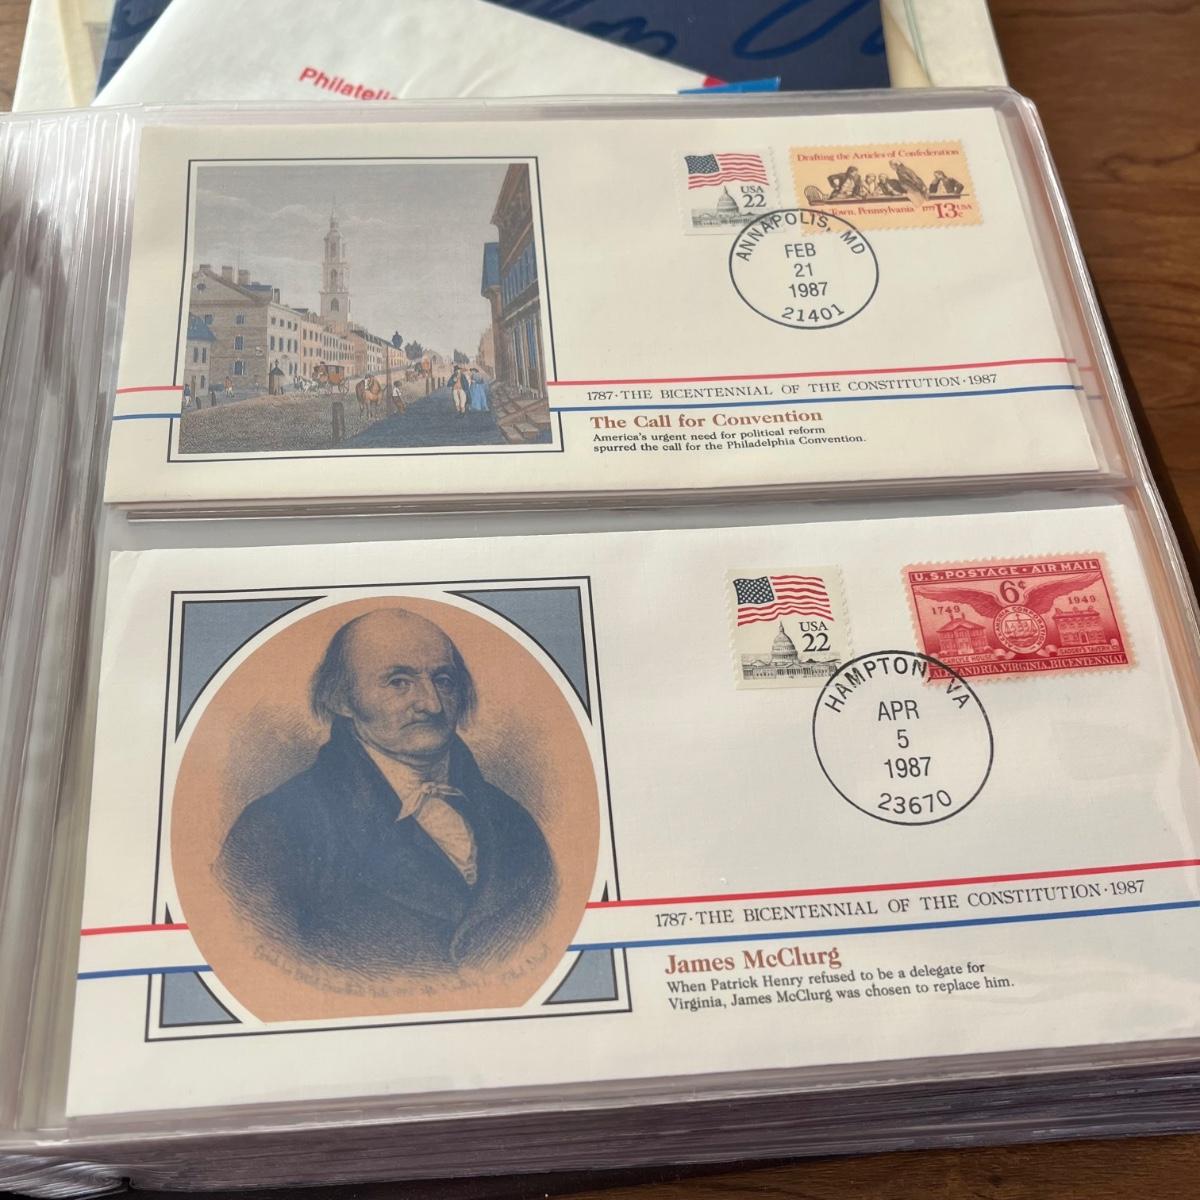 Philatelic
Drafting the Articles of Confederation
Town, Pennsylvania 1777 13c USA
USA
22
ANNAPOLIS, MD
FEB
21
1987
21401
1787·THE BICENTENNIAL OF THE CONSTITUTION·1987
The Call for Convention
America's urgent need for political reform
spurred the call for the Philadelphia Convention.
U.S. POSTAGE · AIR MAIL
6¢
1749 1949
CARLYLE HOUSE
ALEXANDRIA, VIRGINIA, BICENTENNIAL
USA
22
HAMPTON, VA
APR
5
1987
23670
1787·THE BICENTENNIAL OF THE CONSTITUTION·1987
James McClurg
When Patrick Henry refused to be a delegate for
Virginia, James McClurg was chosen to replace him.